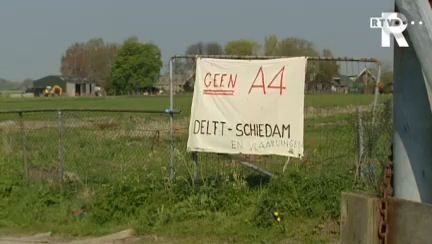 RTV
R
GEEN A4
DELFT-SCHIEDAM
EN VLAARDINGEN